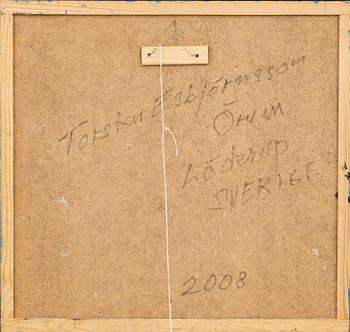 Torsten Esbjörnsson
Örum
Löderup
SVERIGE
2008